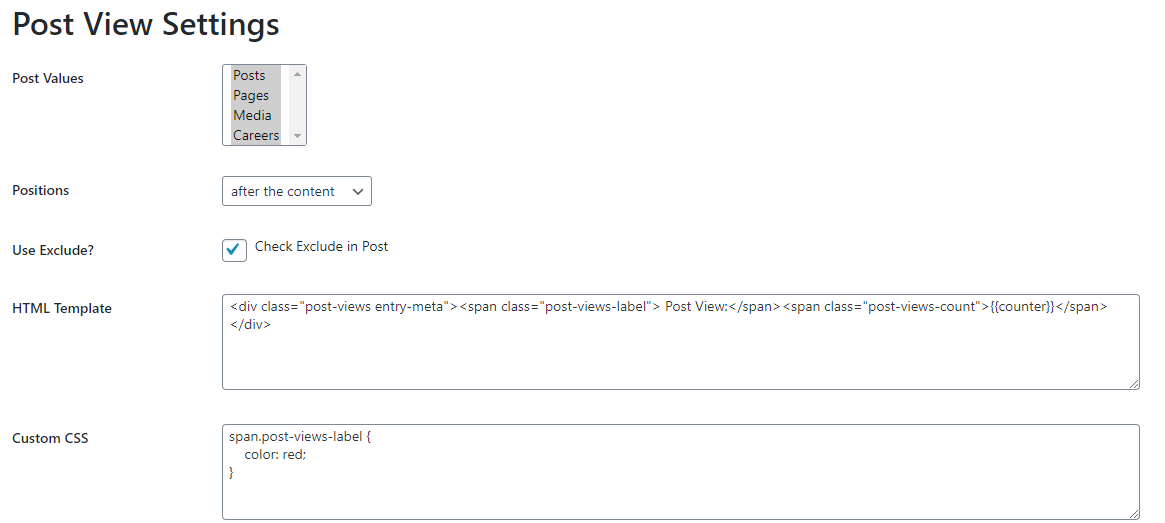 Post View Settings
Post Values
Posts
Pages
Media
Careers
Positions
after the content
Use Exclude?
Check Exclude in Post
HTML Template
<div class="post-views entry-meta"><span class="post-views-label"> Post View:</span><span class="post-views-count">{{counter}}</span>
</div>
Custom CSS
span.post-views-label {
    color: red;
}